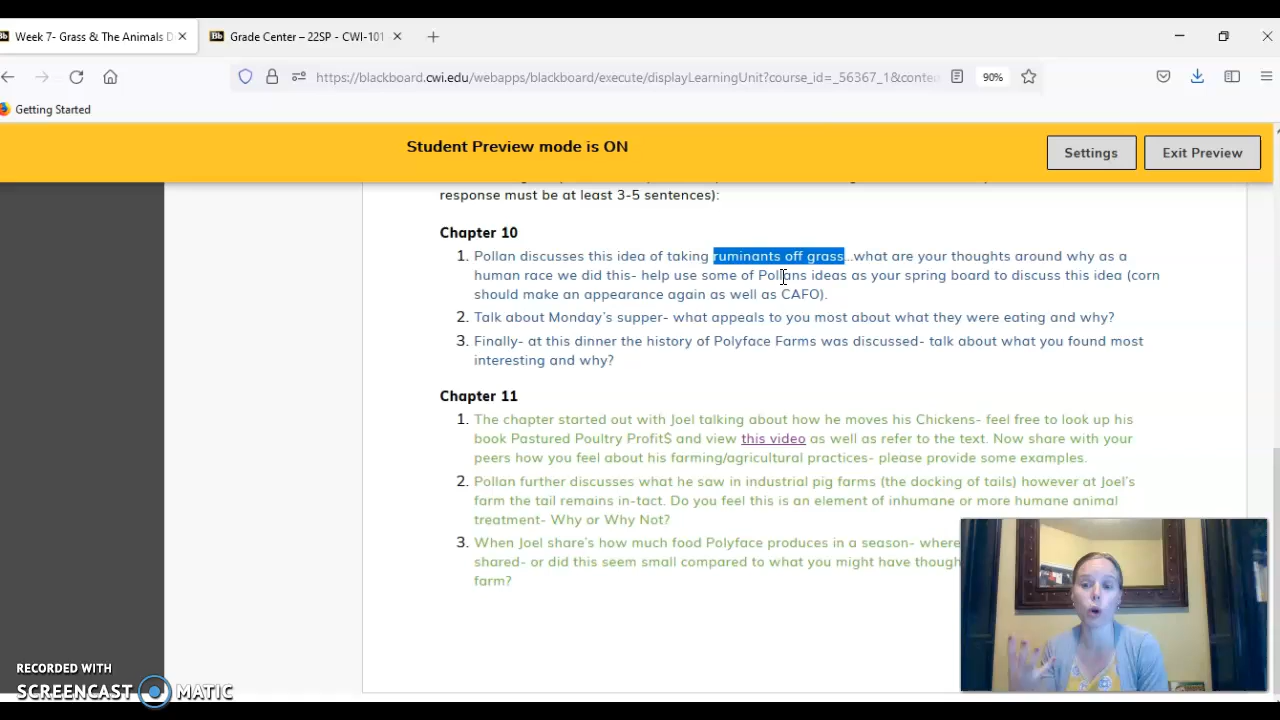 Week 7- Grass & The Animals D
Grade Center – 22SP - CWI-101
https://blackboard.cwi.edu/webapps/blackboard/execute/displayLearningUnit?course_id=_56367_1&conte
90%
Getting Started
Student Preview mode is ON
Settings
Exit Preview
response must be at least 3-5 sentences):
Chapter 10
1. Pollan discusses this idea of taking ruminants off grass...what are your thoughts around why as a
human race we did this- help use some of Pollans ideas as your spring board to discuss this idea (corn
should make an appearance again as well as CAFO).
2. Talk about Monday's supper- what appeals to you most about what they were eating and why?
3. Finally- at this dinner the history of Polyface Farms was discussed- talk about what you found most
interesting and why?
Chapter 11
1. The chapter started out with Joel talking about how he moves his Chickens- feel free to look up his
book Pastured Poultry Profit$ and view this video as well as refer to the text. Now share with your
peers how you feel about his farming/agricultural practices- please provide some examples.
2. Pollan further discusses what he saw in industrial pig farms (the docking of tails) however at Joel's
farm the tail remains in-tact. Do you feel this is an element of inhumane or more humane animal
treatment- Why or Why Not?
3. When Joel share's how much food Polyface produces in a season- where
shared- or did this seem small compared to what you might have though
farm?
RECORDED WITH
SCREENCAST MATIC